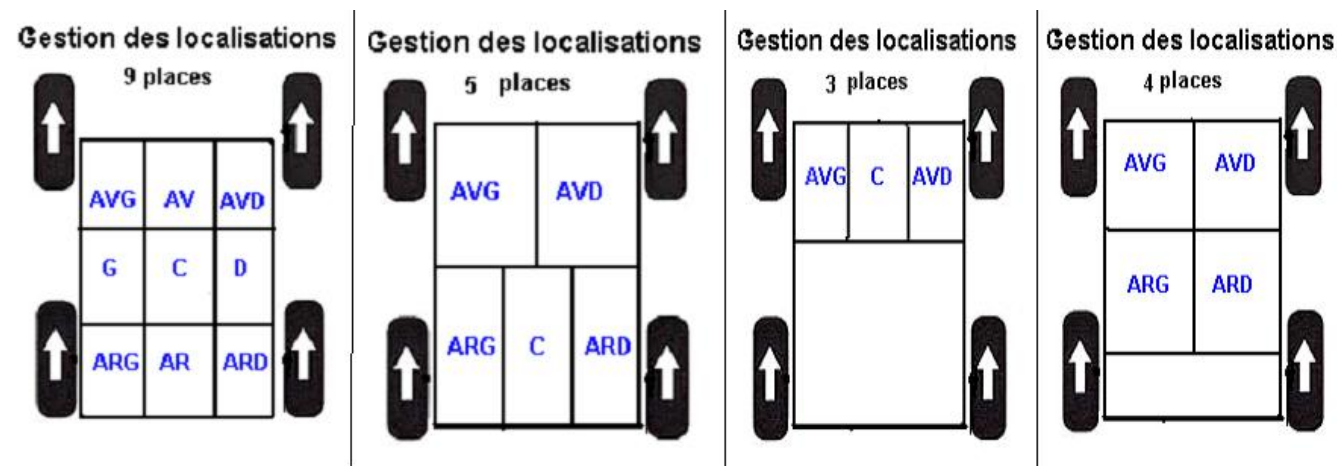 Gestion des localisations
9 places
AVG AV AVD
G C D
ARG AR ARD
Gestion des localisations
5 places
AVG AVD
ARG C ARD
Gestion des localisations
3 places
AVG C AVD
Gestion des localisations
4 places
AVG AVD
ARG ARD